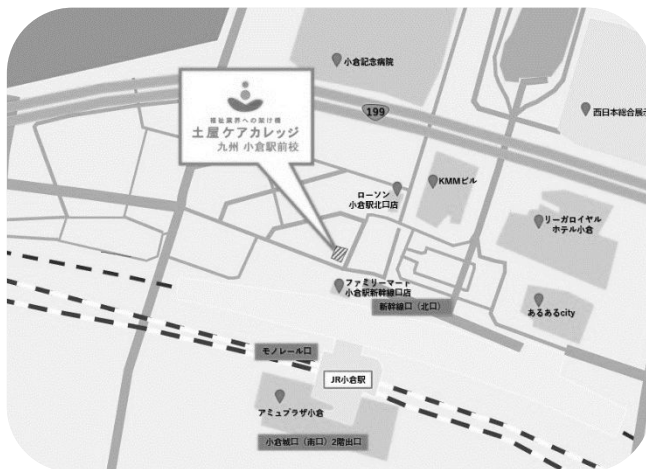 小倉記念病院
199
西日本総合展示
福祉業界への架け橋
土屋ケアカレッジ
九州 小倉駅前校
ローソン
小倉駅北口店
KMMビル
リーガロイヤル
ホテル小倉
ファミリーマート
小倉駅新幹線口店
新幹線口(北口)
あるあるcity
モノレール口
JR小倉駅
アミュプラザ小倉
小倉城口(南口)2階出口